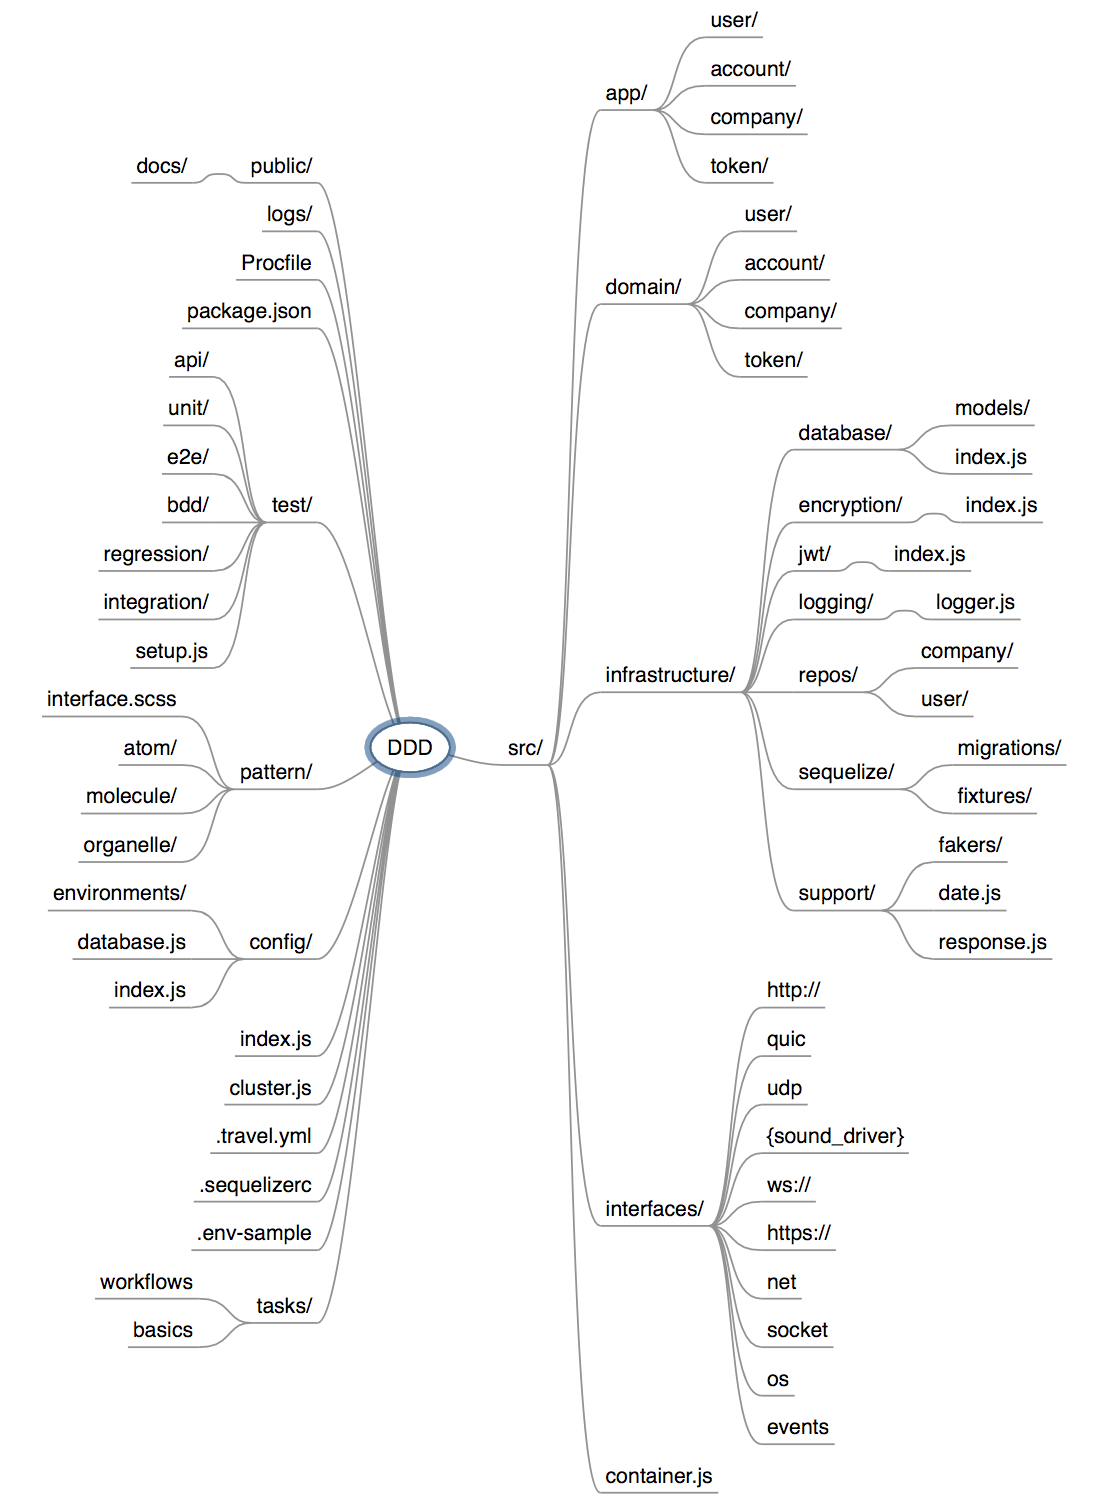 DDD
public/
docs/
logs/
Procfile
package.json
test/
api/
unit/
e2e/
bdd/
regression/
integration/
setup.js
pattern/
interface.scss
atom/
molecule/
organelle/
config/
environments/
database.js
index.js
index.js
cluster.js
.travel.yml
.sequelizerc
.env-sample
tasks/
workflows
basics
src/
app/
user/
account/
company/
token/
domain/
user/
account/
company/
token/
infrastructure/
database/
models/
index.js
encryption/
index.js
jwt/
index.js
logging/
logger.js
repos/
company/
user/
sequelize/
migrations/
fixtures/
support/
fakers/
date.js
response.js
interfaces/
http://
quic
udp
{sound_driver}
ws://
https://
net
socket
os
events
container.js